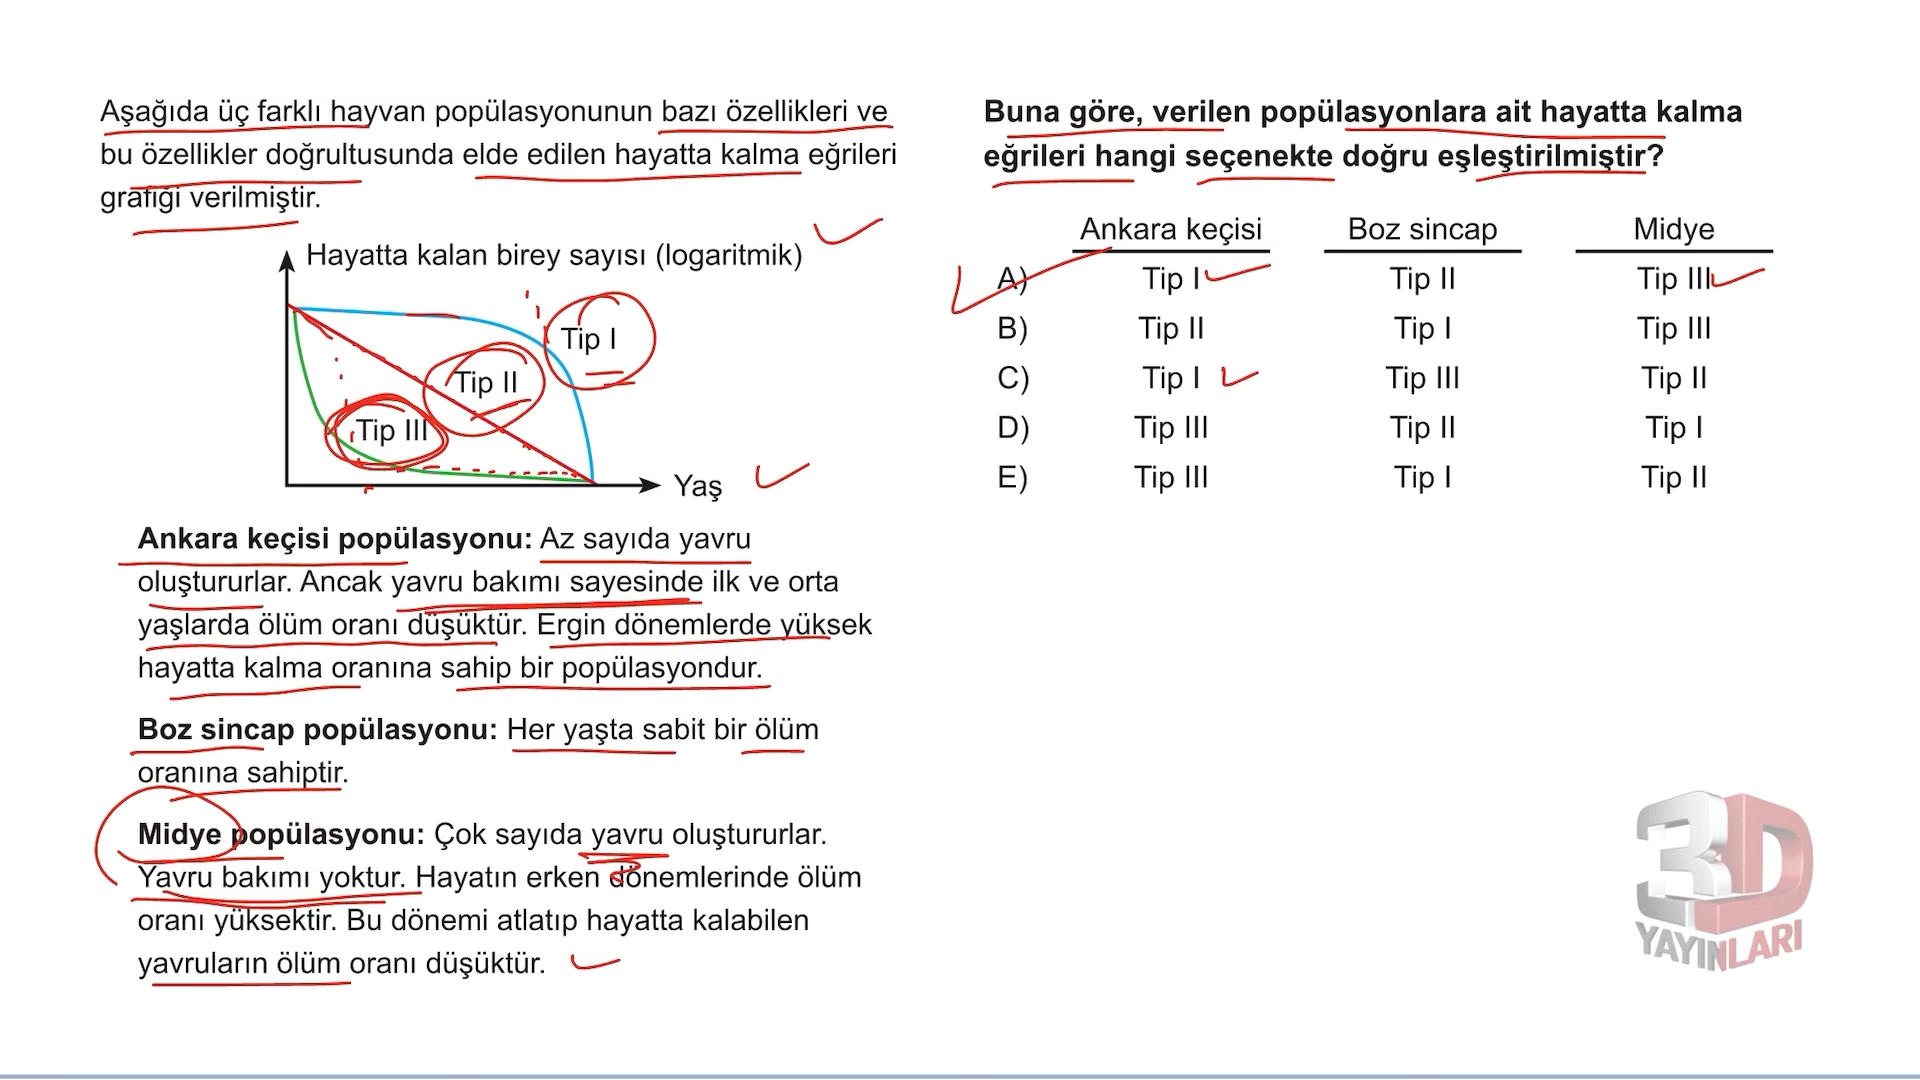 Aşağıda üç farklı hayvan popülasyonunun bazı özellikleri ve
bu özellikler doğrultusunda elde edilen hayatta kalma eğrileri
grafiği verilmiştir.
Hayatta kalan birey sayısı (logaritmik)
Tip I
Tip II
Tip III
Yaş
Ankara keçisi popülasyonu: Az sayıda yavru
oluştururlar. Ancak yavru bakımı sayesinde ilk ve orta
yaşlarda ölüm oranı düşüktür. Ergin dönemlerde yüksek
hayatta kalma oranına sahip bir popülasyondur.
Boz sincap popülasyonu: Her yaşta sabit bir ölüm
oranına sahiptir.
Midye popülasyonu: Çok sayıda yavru oluştururlar.
Yavru bakımı yoktur. Hayatın erken dönemlerinde ölüm
oranı yüksektir. Bu dönemi atlatıp hayatta kalabilen
yavruların ölüm oranı düşüktür.
Buna göre, verilen popülasyonlara ait hayatta kalma
eğrileri hangi seçenekte doğru eşleştirilmiştir?
Ankara keçisi Boz sincap Midye
A) Tip I Tip II Tip III
B) Tip II Tip I Tip III
C) Tip I Tip III Tip II
D) Tip III Tip II Tip I
E) Tip III Tip I Tip II
3D
YAYINLARI